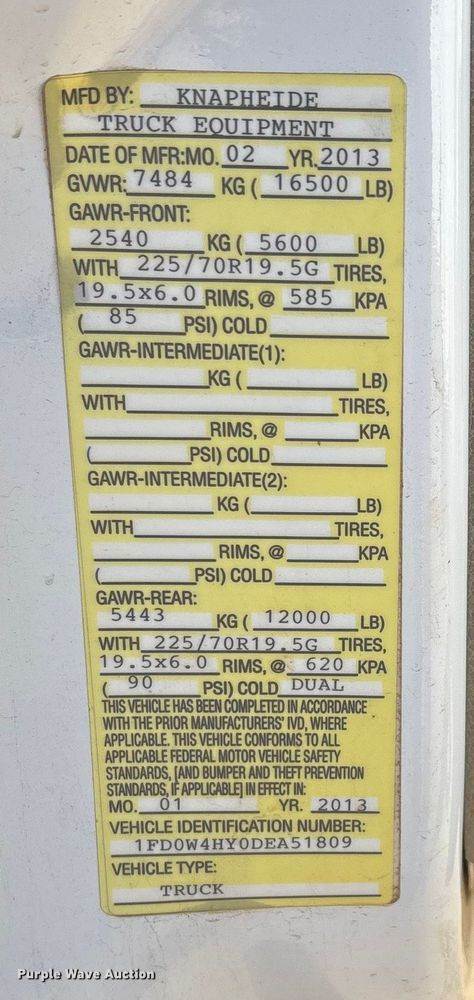 MFD BY: KNAPHEIDE
TRUCK EQUIPMENT
DATE OF MFR:MO. 02 YR. 2013
GVWR: 7484 KG ( 16500 LB)
GAWR-FRONT:
2540 KG ( 5600 LB)
WITH 225/70R19.5G TIRES,
19.5x6.0 RIMS, @ 585 KPA
( 85 PSI) COLD
GAWR-INTERMEDIATE(1):
KG ( LB)
WITH TIRES,
RIMS, @ KPA
( PSI) COLD
GAWR-INTERMEDIATE(2):
KG ( LB)
WITH TIRES,
RIMS, @ KPA
( PSI) COLD
GAWR-REAR:
5443 KG ( 12000 LB)
WITH 225/70R19.5G TIRES,
19.5x6.0 RIMS, @ 620 KPA
( 90 PSI) COLD DUAL
THIS VEHICLE HAS BEEN COMPLETED IN ACCORDANCE
WITH THE PRIOR MANUFACTURERS' IVD, WHERE
APPLICABLE. THIS VEHICLE CONFORMS TO ALL
APPLICABLE FEDERAL MOTOR VEHICLE SAFETY
STANDARDS, [AND BUMPER AND THEFT PREVENTION
STANDARDS, IF APPLICABLE] IN EFFECT IN:
MO. 01 YR. 2013
VEHICLE IDENTIFICATION NUMBER:
1FD0W4HY0DEA51809
VEHICLE TYPE:
TRUCK
Purple Wave Auction